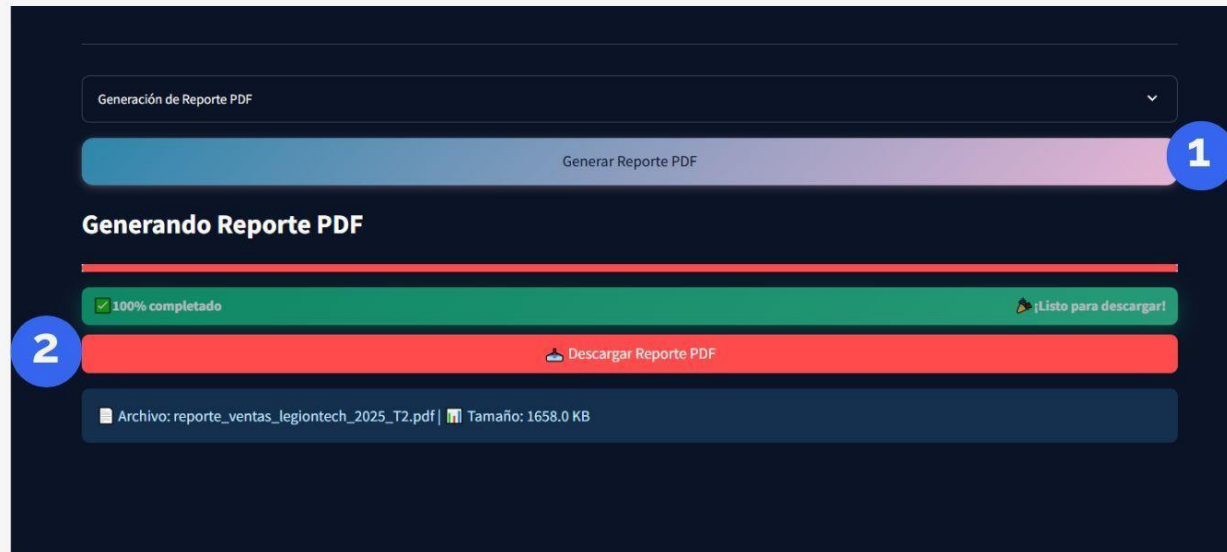 Generación de Reporte PDF
Generar Reporte PDF
1
Generando Reporte PDF
✅ 100% completado
🎉 ¡Listo para descargar!
2
📥 Descargar Reporte PDF
📄 Archivo: reporte_ventas_legiontech_2025_T2.pdf | 📊 Tamaño: 1658.0 KB